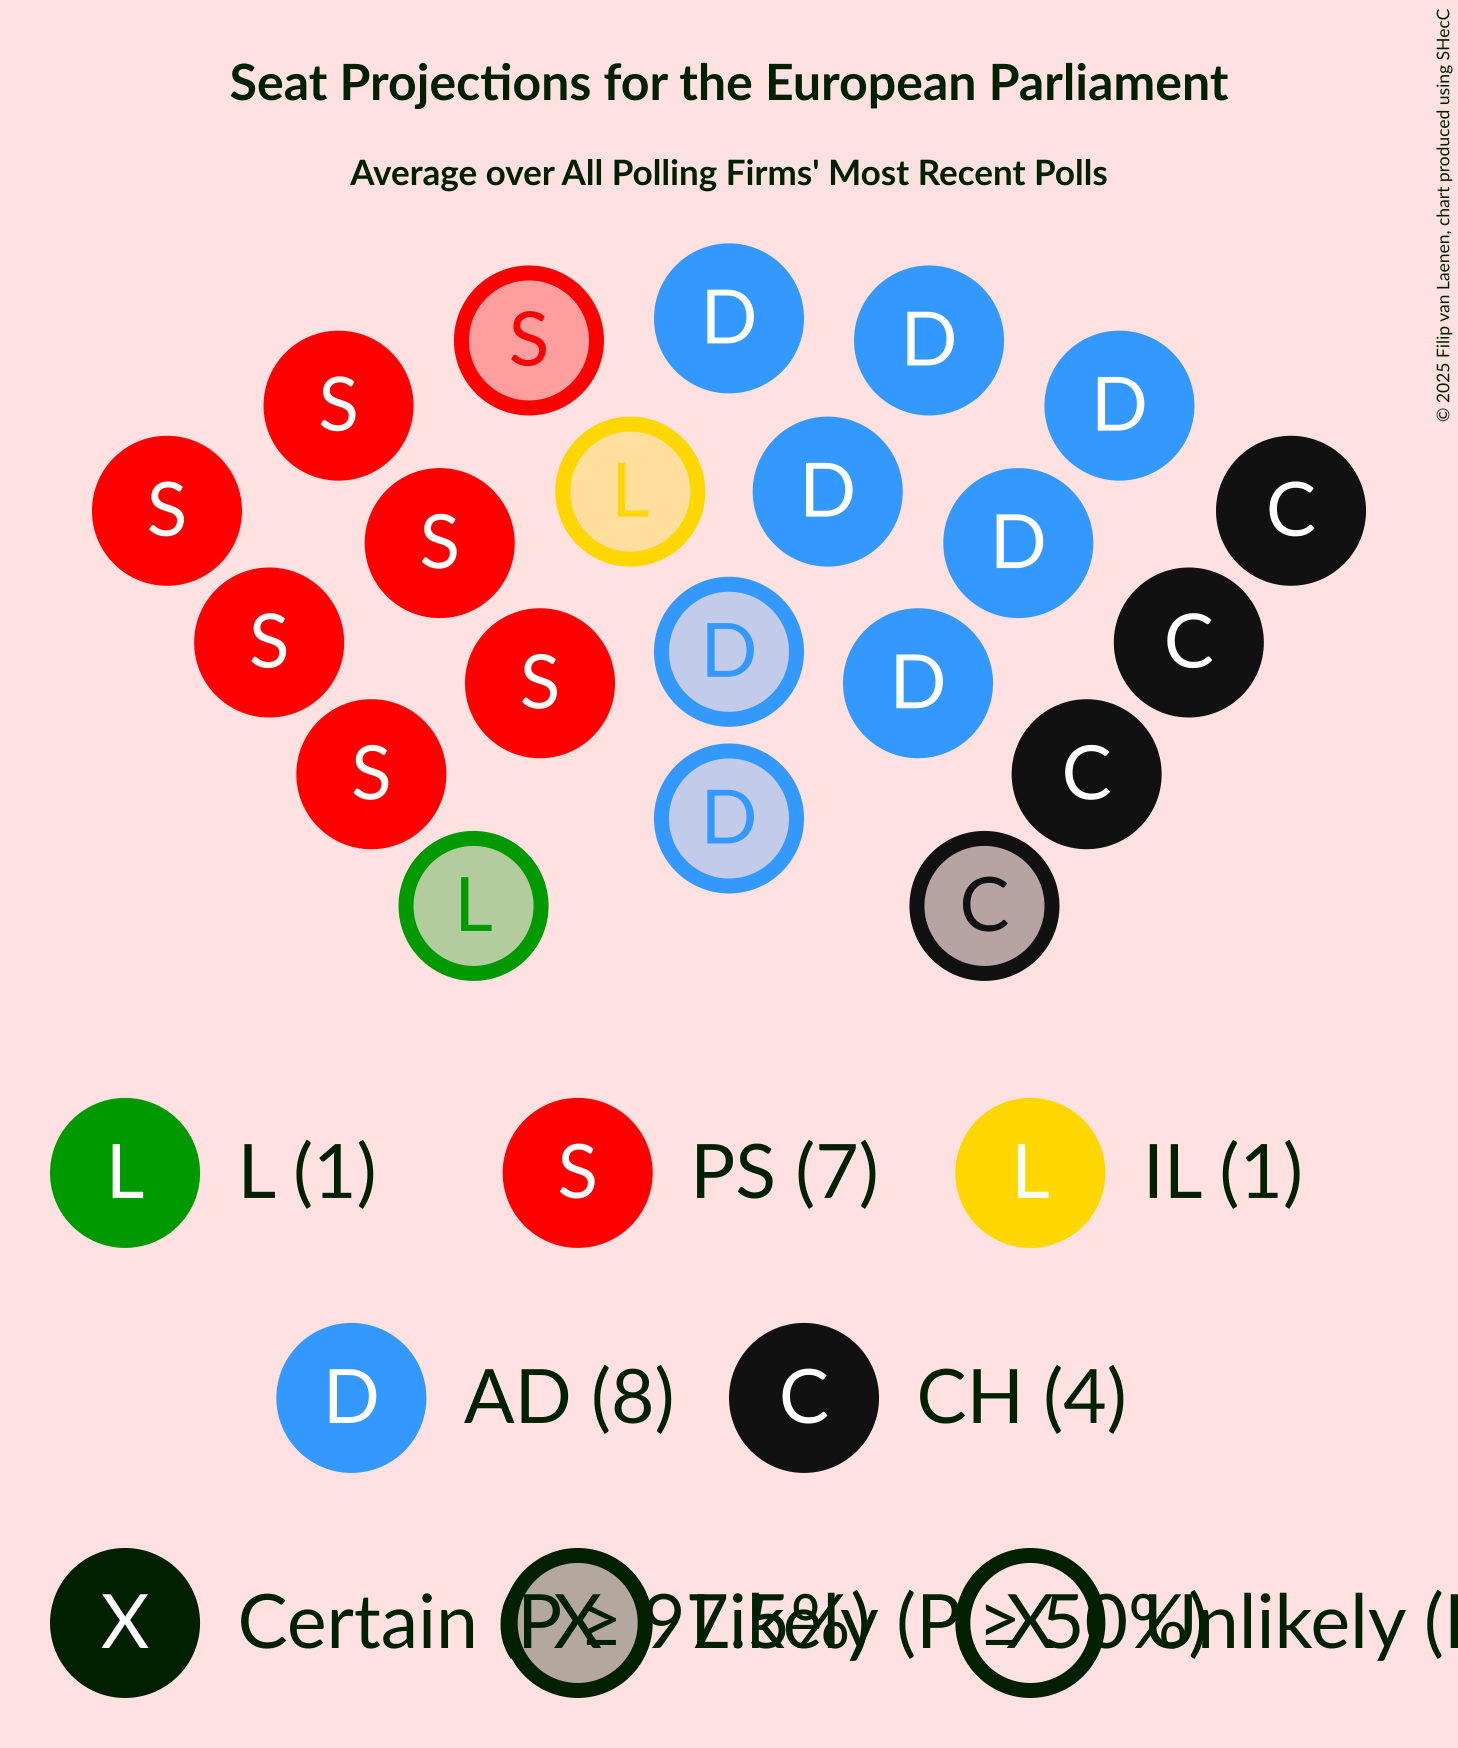 Seat Projections for the European Parliament
Average over All Polling Firms' Most Recent Polls
© 2025 Filip van Laenen, chart produced using SHecC
D
S D
S D
S L D C
S D
S C
S D
S D
C
D
L C
L L (1) S PS (7) L IL (1)
D AD (8) C CH (4)
X Certain (P ≥ 97.5%) X Likely (P ≥ 50%) X Unlikely (